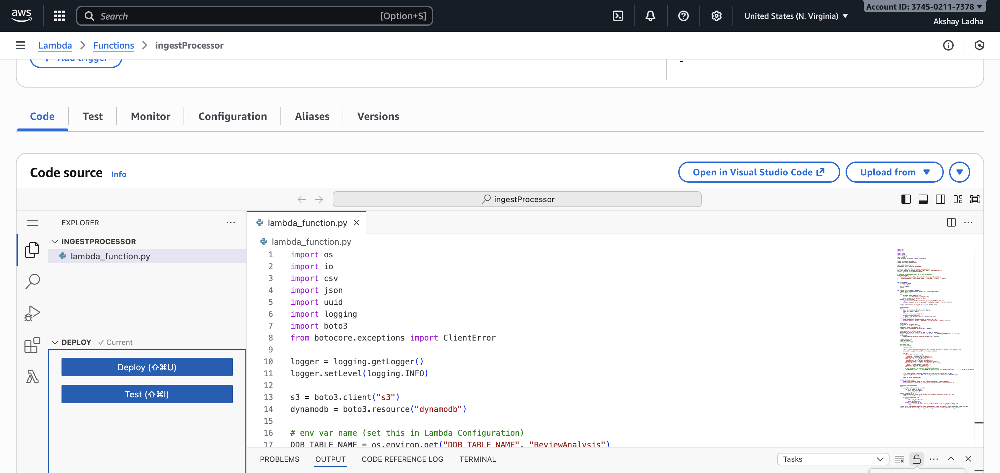 aws
Search
[Option+S]
United States (N. Virginia)
Account ID: 3745-0211-7378
Akshay Ladha
Lambda
Functions
ingestProcessor
Add trigger
-
Code
Test
Monitor
Configuration
Aliases
Versions
Code source
Info
Open in Visual Studio Code
Upload from
ingestProcessor
EXPLORER
INGESTPROCESSOR
lambda_function.py
DEPLOY
Current
Deploy (⇧⌘U)
Test (⇧⌘I)
lambda_function.py
lambda_function.py
1 import os
2 import io
3 import csv
4 import json
5 import uuid
6 import logging
7 import boto3
8 from botocore.exceptions import ClientError
9
10 logger = logging.getLogger()
11 logger.setLevel(logging.INFO)
12
13 s3 = boto3.client("s3")
14 dynamodb = boto3.resource("dynamodb")
15
16 # env var name (set this in Lambda Configuration)
17 DDB_TABLE_NAME = os.environ.get("DDB_TABLE_NAME", "ReviewAnalysis")
PROBLEMS
OUTPUT
CODE REFERENCE LOG
TERMINAL
Tasks